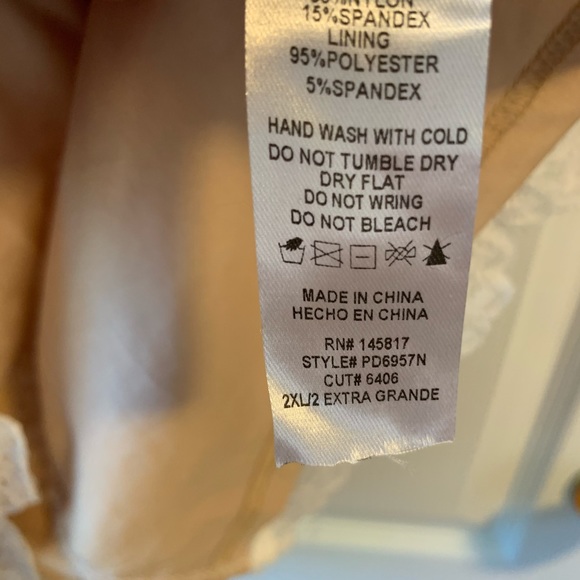 NYLON
15%SPANDEX
LINING
95%POLYESTER
5%SPANDEX
HAND WASH WITH COLD
DO NOT TUMBLE DRY
DRY FLAT
DO NOT WRING
DO NOT BLEACH
MADE IN CHINA
HECHO EN CHINA
RN# 145817
STYLE# PD6957N
CUT# 6406
2XL/2 EXTRA GRANDE